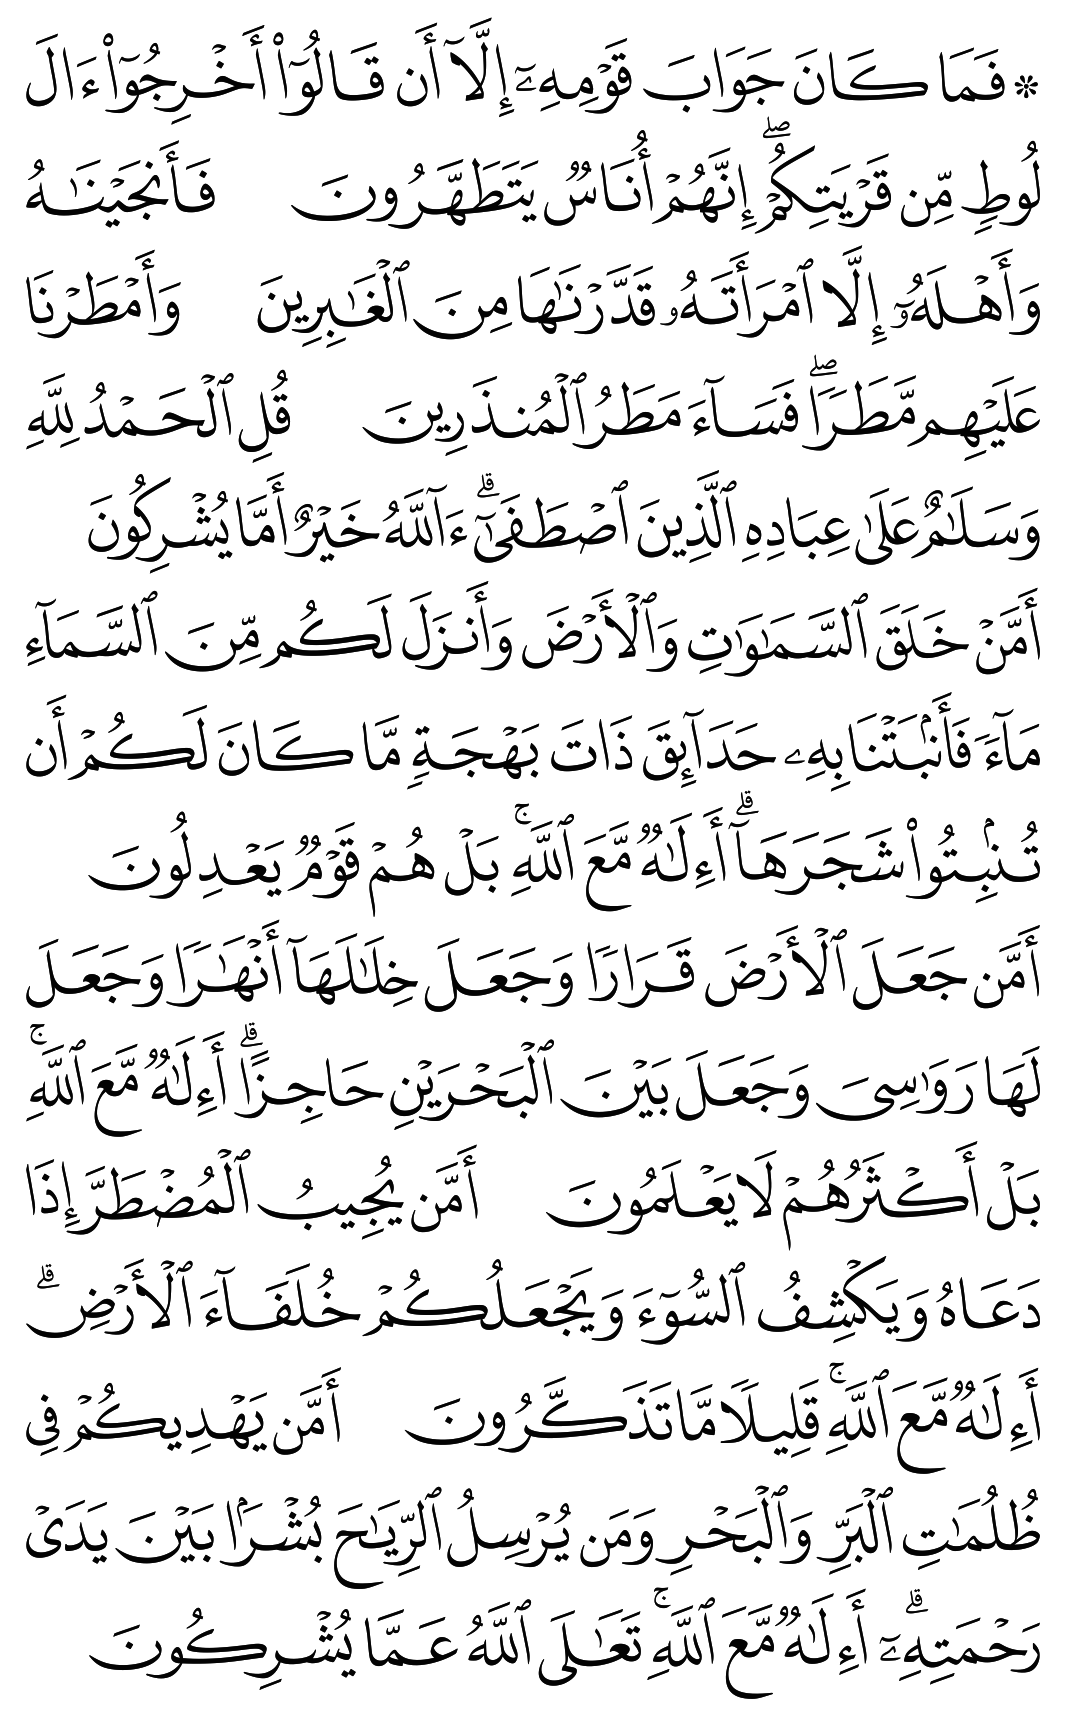 * فَمَا كَانَ جَوَابَ قَوْمِهِۦٓ إِلَّآ أَن قَالُوٓا۟ أَخْرِجُوٓا۟ ءَالَ
لُوطٍ مِّن قَرْيَتِكُمْ ۖ إِنَّهُمْ أُنَاسٌ يَتَطَهَّرُونَ فَأَنجَيْنَـٰهُ
وَأَهْلَهُۥٓ إِلَّا ٱمْرَأَتَهُۥ قَدَّرْنَـٰهَا مِنَ ٱلْغَـٰبِرِينَ وَأَمْطَرْنَا
عَلَيْهِم مَّطَرًا ۖ فَسَآءَ مَطَرُ ٱلْمُنذَرِينَ قُلِ ٱلْحَمْدُ لِلَّهِ
وَسَلَـٰمٌ عَلَىٰ عِبَادِهِ ٱلَّذِينَ ٱصْطَفَىٰٓ ۗ ءَآللَّهُ خَيْرٌ أَمَّا يُشْرِكُونَ
أَمَّنْ خَلَقَ ٱلسَّمَـٰوَٰتِ وَٱلْأَرْضَ وَأَنزَلَ لَكُم مِّنَ ٱلسَّمَآءِ
مَآءً فَأَنۢبَتْنَا بِهِۦ حَدَآئِقَ ذَاتَ بَهْجَةٍ مَّا كَانَ لَكُمْ أَن
تُنۢبِتُوا۟ شَجَرَهَآ ۗ أَءِلَـٰهٌ مَّعَ ٱللَّهِ ۚ بَلْ هُمْ قَوْمٌ يَعْدِلُونَ
أَمَّن جَعَلَ ٱلْأَرْضَ قَرَارًا وَجَعَلَ خِلَـٰلَهَآ أَنْهَـٰرًا وَجَعَلَ
لَهَا رَوَٰسِىَ وَجَعَلَ بَيْنَ ٱلْبَحْرَيْنِ حَاجِزًا ۗ أَءِلَـٰهٌ مَّعَ ٱللَّهِ ۚ
بَلْ أَكْثَرُهُمْ لَا يَعْلَمُونَ أَمَّن يُجِيبُ ٱلْمُضْطَرَّ إِذَا
دَعَاهُ وَيَكْشِفُ ٱلسُّوٓءَ وَيَجْعَلُكُمْ خُلَفَآءَ ٱلْأَرْضِ ۗ
أَءِلَـٰهٌ مَّعَ ٱللَّهِ ۚ قَلِيلًا مَّا تَذَكَّرُونَ أَمَّن يَهْدِيكُمْ فِى
ظُلُمَـٰتِ ٱلْبَرِّ وَٱلْبَحْرِ وَمَن يُرْسِلُ ٱلرِّيَـٰحَ بُشْرًۢا بَيْنَ يَدَىْ
رَحْمَتِهِۦٓ ۗ أَءِلَـٰهٌ مَّعَ ٱللَّهِ ۚ تَعَـٰلَى ٱللَّهُ عَمَّا يُشْرِكُونَ